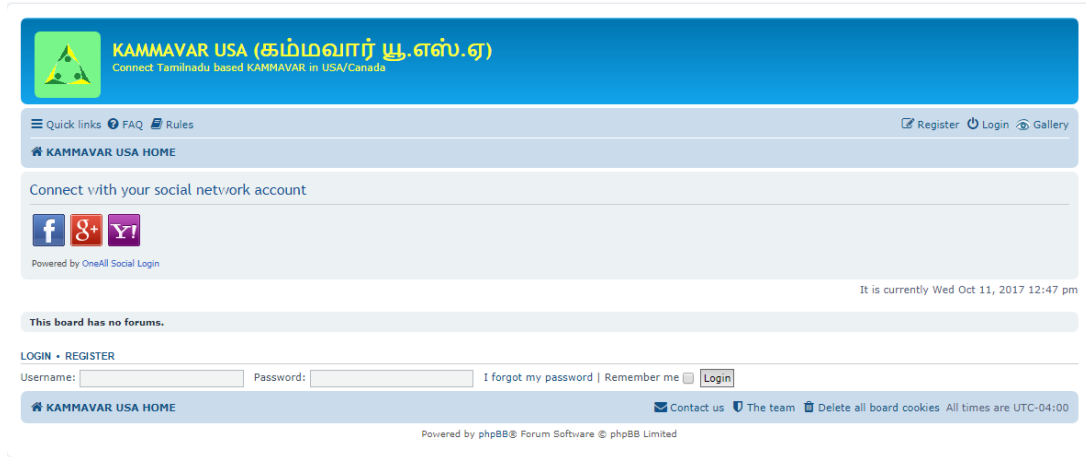 KAMMAVAR USA (கம்மவார் யூ.எஸ்.ஏ)
Connect Tamilnadu based KAMMAVAR in USA/Canada
Quick links FAQ Rules Register Login Gallery
KAMMAVAR USA HOME
Connect with your social network account
f 8+ Y!
Powered by OneAll Social Login
It is currently Wed Oct 11, 2017 12:47 pm
This board has no forums.
LOGIN • REGISTER
Username: Password: I forgot my password | Remember me Login
KAMMAVAR USA HOME Contact us The team Delete all board cookies All times are UTC-04:00
Powered by phpBB® Forum Software © phpBB Limited